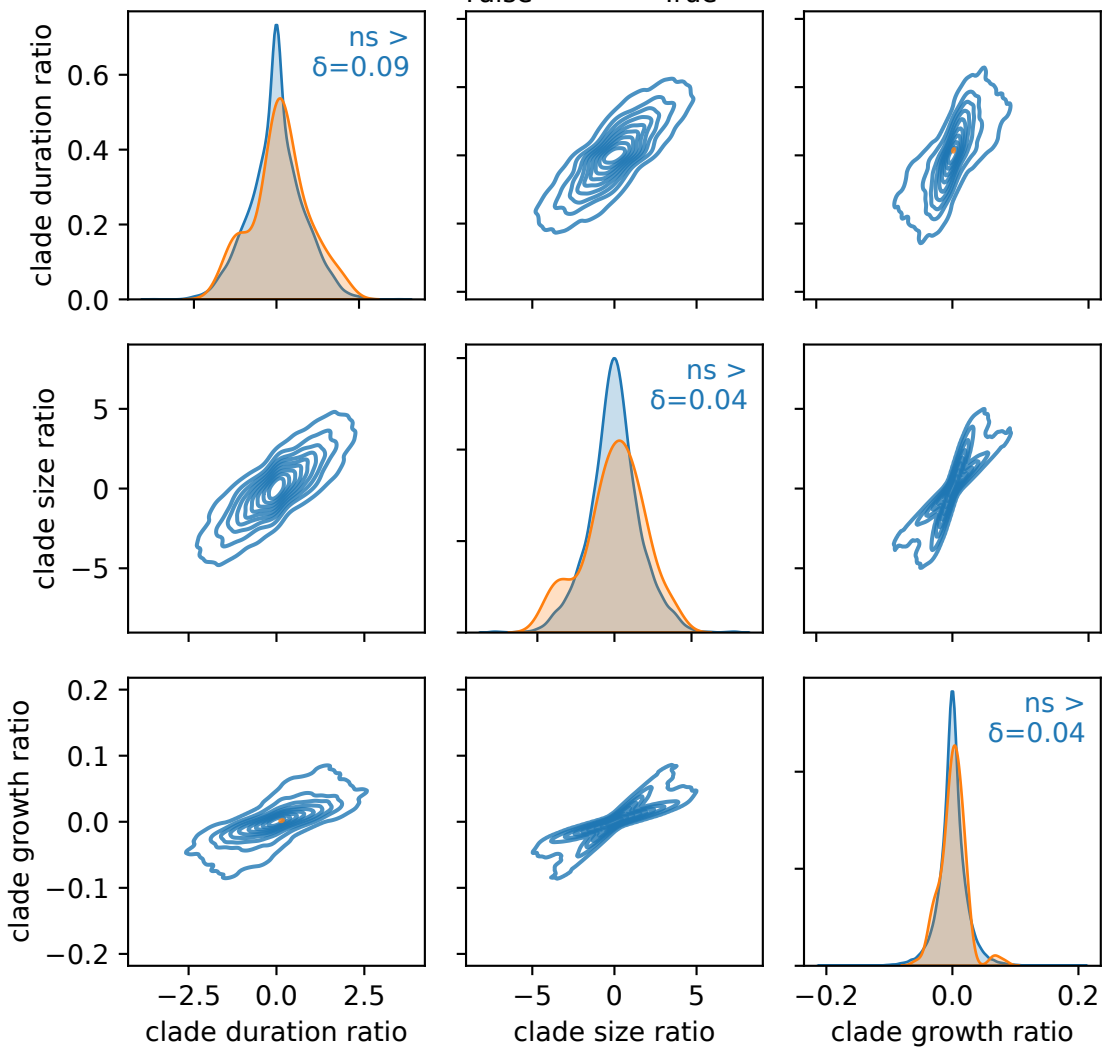 True
clade duration ratio
0.6
0.4
0.2
0.0
ns >
δ=0.09
clade size ratio
5
0
−5
ns >
δ=0.04
clade growth ratio
0.2
0.1
0.0
−0.1
−0.2
ns >
δ=0.04
−2.5 0.0 2.5
−5 0 5
−0.2 0.0 0.2
clade duration ratio
clade size ratio
clade growth ratio